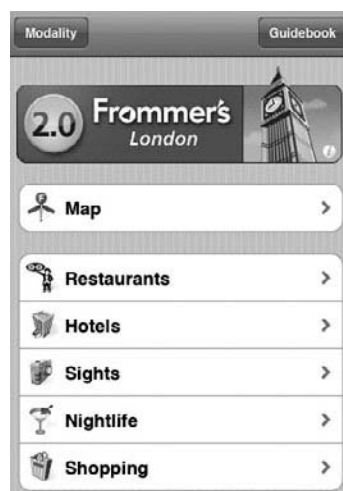 Modality Guidebook
2.0 Frommer's
London
Map
Restaurants
Hotels
Sights
Nightlife
Shopping